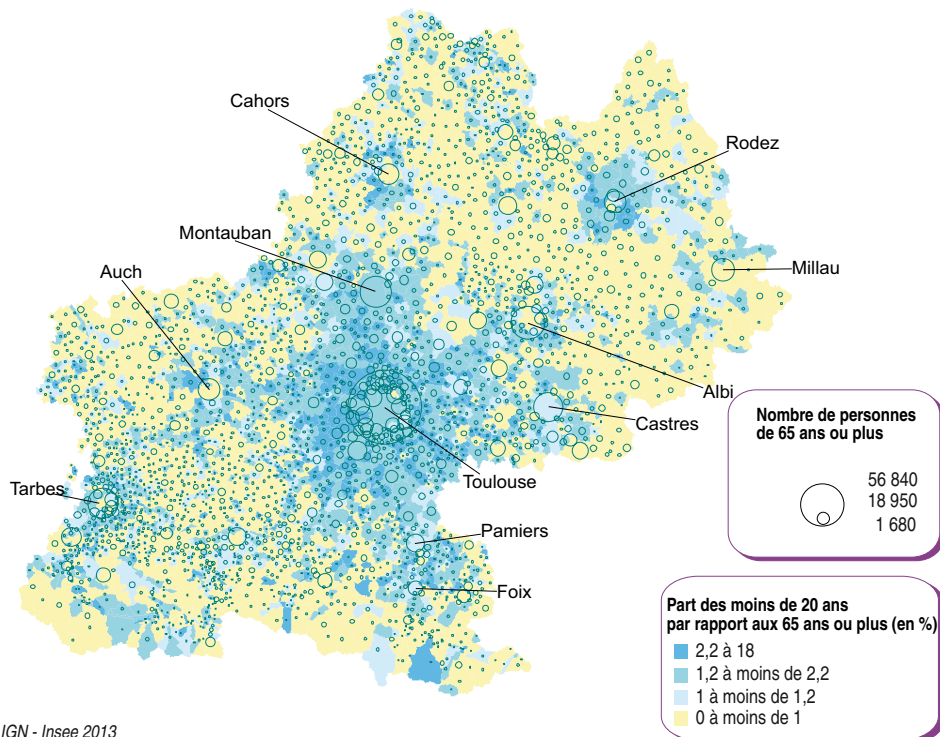 Cahors
Rodez
Montauban
Auch
Millau
Albi
Castres
Toulouse
Tarbes
Pamiers
Foix
Nombre de personnes
de 65 ans ou plus
56 840
18 950
1 680
Part des moins de 20 ans
par rapport aux 65 ans ou plus (en %)
2,2 à 18
1,2 à moins de 2,2
1 à moins de 1,2
0 à moins de 1
IGN - Insee 2013